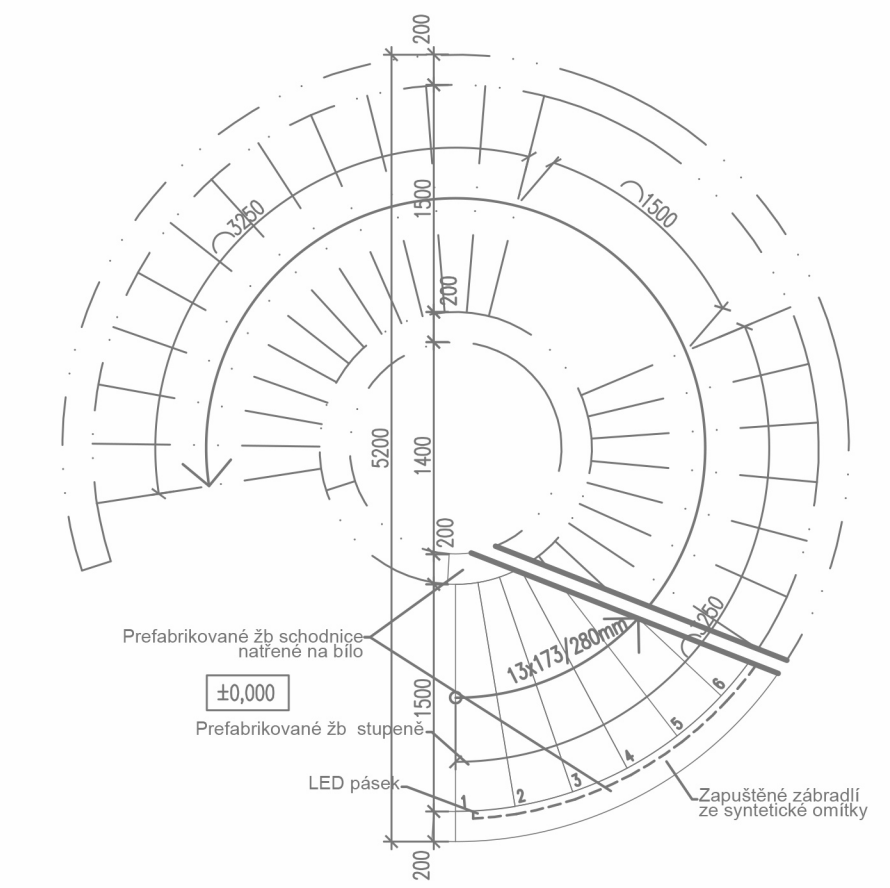 200
1500
3250
1500
200
5200
1400
200
3250
13x173/280mm
Prefabrikované žb schodnice
natřené na bílo
±0,000
1500
6
Prefabrikované žb stupeně
5
4
LED pásek
3
2
1
Zapuštěné zábradlí
ze syntetické omítky
200